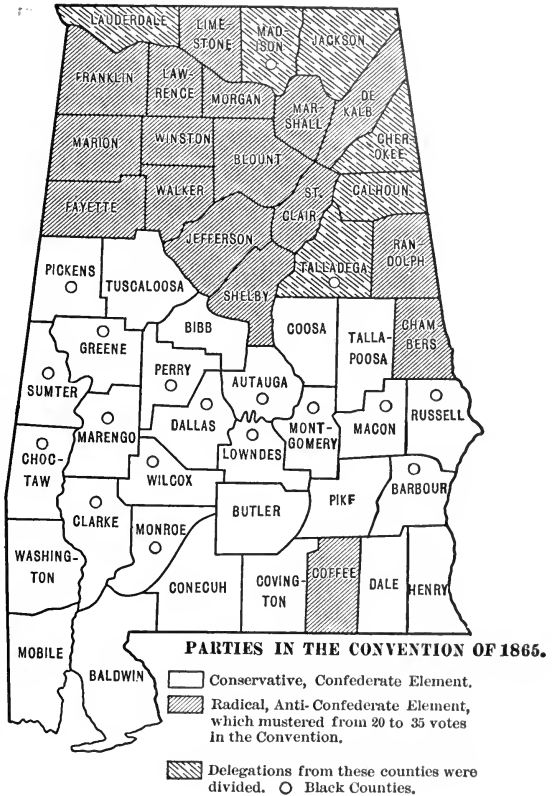 LAUDERDALE
LIME-
STONE
MAD-
ISON
JACKSON
FRANKLIN
LAW-
RENCE
MORGAN
MAR-
SHALL
DE
KALB
CHER-
OKEE
MARION
WINSTON
BLOUNT
ST.
CLAIR
CALHOUN
FAYETTE
WALKER
JEFFERSON
TALLADEGA
RAN-
DOLPH
PICKENS
TUSCALOOSA
SHELBY
BIBB
COOSA
TALLA-
POOSA
CHAM-
BERS
GREENE
SUMTER
PERRY
AUTAUGA
MARENGO
DALLAS
LOWNDES
MONT-
GOMERY
MACON
RUSSELL
CHOC-
TAW
WILCOX
BARBOUR
CLARKE
MONROE
BUTLER
PIKE
WASHING-
TON
CONECUH
COVING-
TON
COFFEE
DALE
HENRY
MOBILE
BALDWIN
PARTIES IN THE CONVENTION OF 1865.
Conservative, Confederate Element.
Radical, Anti-Confederate Element,
which mustered from 20 to 35 votes
in the Convention.
Delegations from these counties were
divided. O Black Counties.